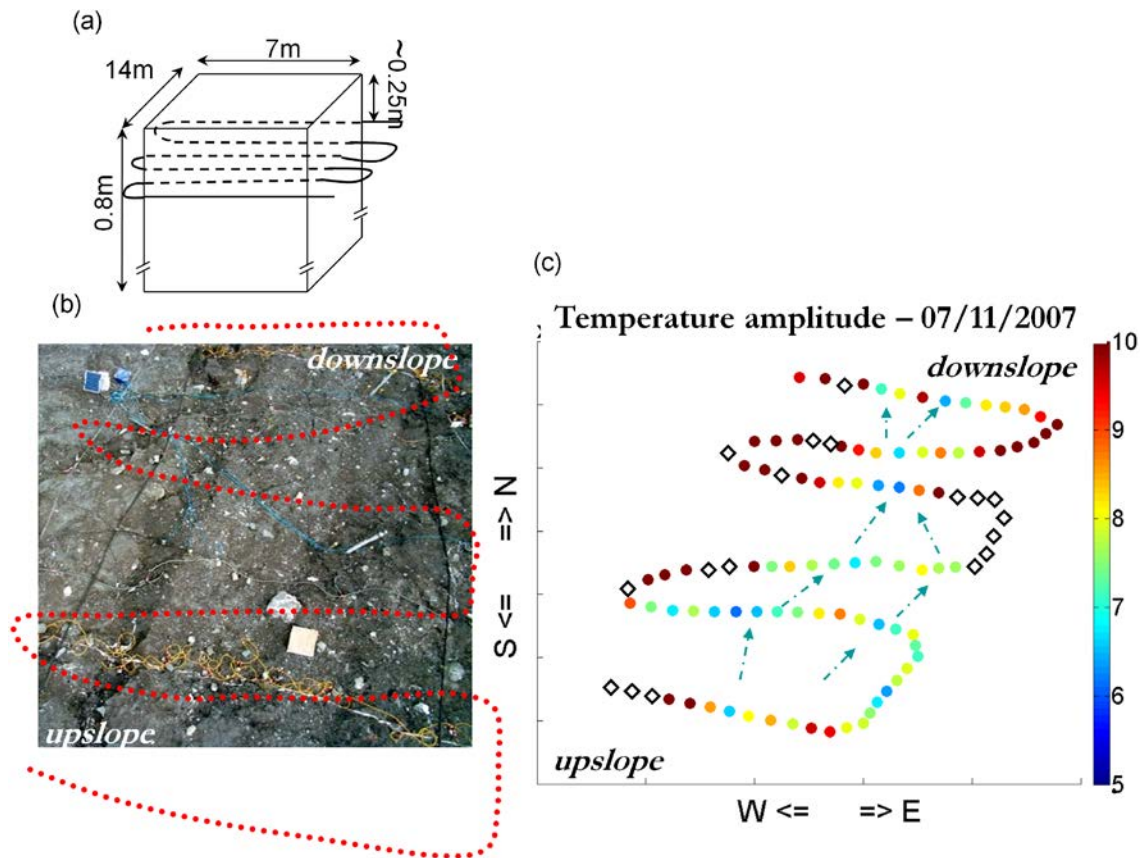 (a)
7m
14m
~0.25m
0.8m
(b)
downslope
upslope
S <= => N
(c)
Temperature amplitude – 07/11/2007
downslope
upslope
W <= => E
10
9
8
7
6
5